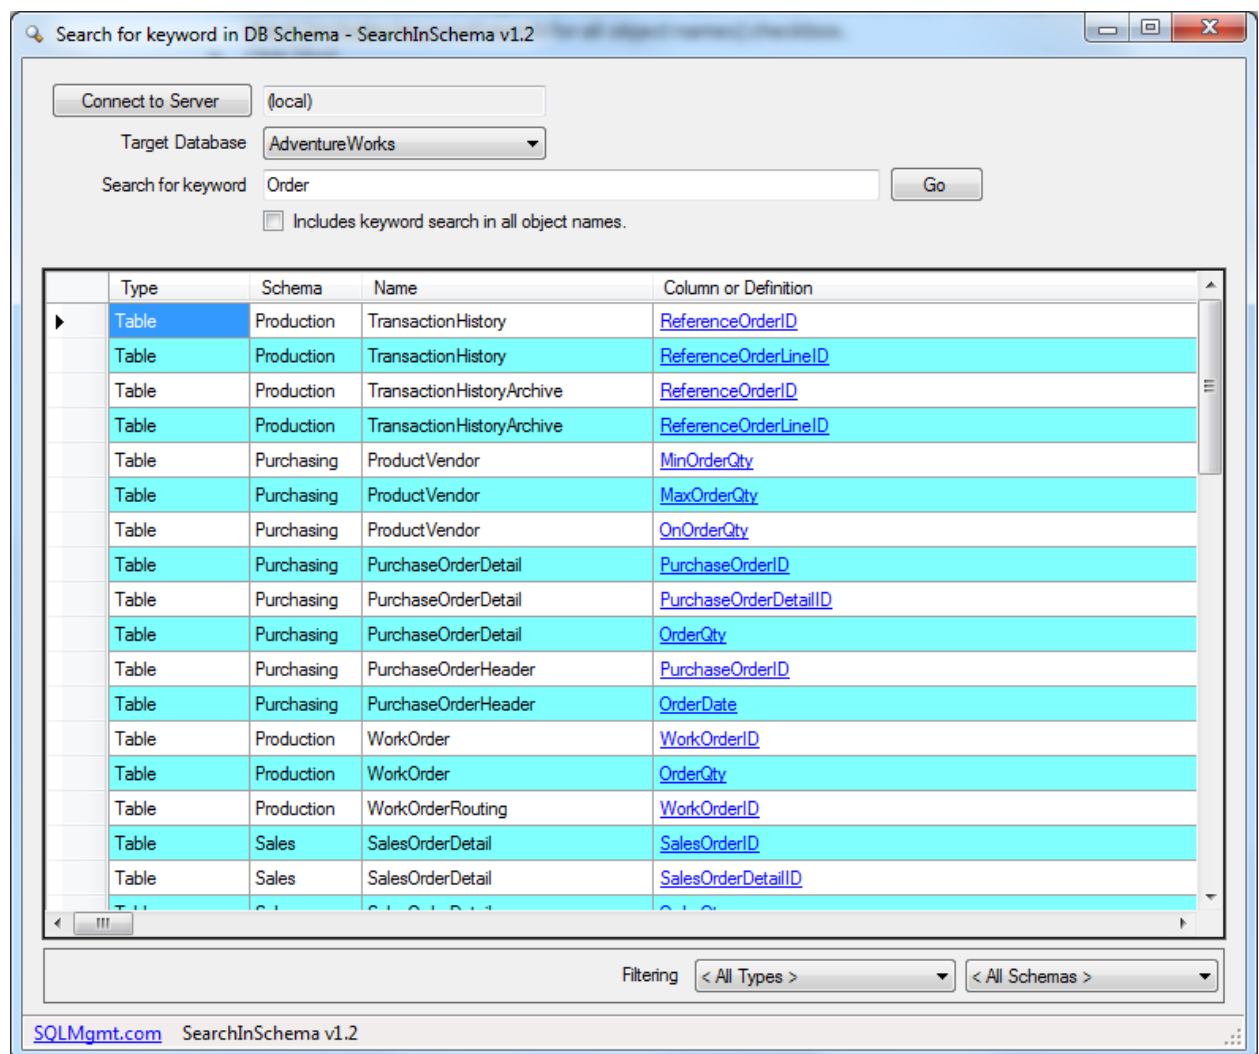 Search for keyword in DB Schema - SearchInSchema v1.2
Connect to Server (local)
Target Database AdventureWorks
Search for keyword Order Go
Includes keyword search in all object names.
Type Schema Name Column or Definition
Table Production TransactionHistory ReferenceOrderID
Table Production TransactionHistory ReferenceOrderLineID
Table Production TransactionHistoryArchive ReferenceOrderID
Table Production TransactionHistoryArchive ReferenceOrderLineID
Table Purchasing ProductVendor MinOrderQty
Table Purchasing ProductVendor MaxOrderQty
Table Purchasing ProductVendor OnOrderQty
Table Purchasing PurchaseOrderDetail PurchaseOrderID
Table Purchasing PurchaseOrderDetail PurchaseOrderDetailID
Table Purchasing PurchaseOrderDetail OrderQty
Table Purchasing PurchaseOrderHeader PurchaseOrderID
Table Purchasing PurchaseOrderHeader OrderDate
Table Production WorkOrder WorkOrderID
Table Production WorkOrder OrderQty
Table Production WorkOrderRouting WorkOrderID
Table Sales SalesOrderDetail SalesOrderID
Table Sales SalesOrderDetail SalesOrderDetailID
Filtering < All Types > < All Schemas >
SQLMgmt.com SearchInSchema v1.2